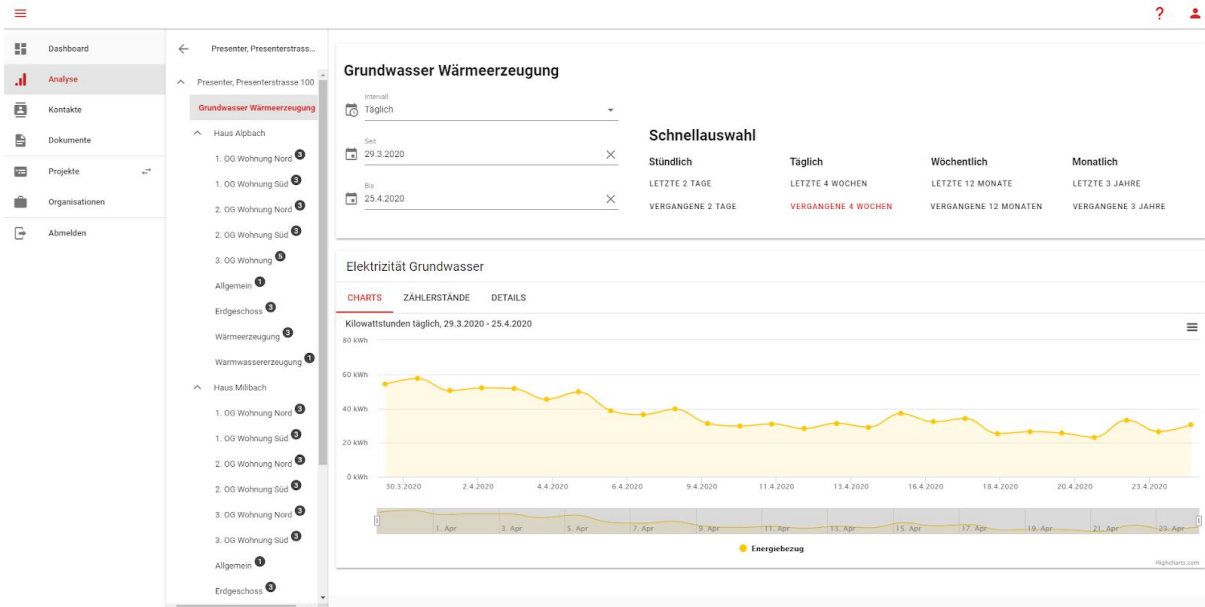 ?
Dashboard
Analyse
Kontakte
Dokumente
Projekte
Organisationen
Abmelden
Presenter, Presenterstrass...
Presenter, Presenterstrasse 100
Grundwasser Wärmeerzeugung
Haus Alpbach
1. OG Wohnung Nord 3
1. OG Wohnung Süd 3
2. OG Wohnung Nord 3
2. OG Wohnung Süd 3
3. OG Wohnung 5
Allgemein 1
Erdgeschoss 3
Wärmeerzeugung 3
Warmwassererzeugung 1
Haus Milibach
1. OG Wohnung Nord 3
1. OG Wohnung Süd 3
2. OG Wohnung Nord 3
2. OG Wohnung Süd 3
3. OG Wohnung Nord 3
3. OG Wohnung Süd 3
Allgemein 1
Erdgeschoss 3
Grundwasser Wärmeerzeugung
Intervall
Täglich
Seit
29.3.2020
Bis
25.4.2020
Schnellauswahl
Stündlich Täglich Wöchentlich Monatlich
LETZTE 2 TAGE LETZTE 4 WOCHEN LETZTE 12 MONATE LETZTE 3 JAHRE
VERGANGENE 2 TAGE VERGANGENE 4 WOCHEN VERGANGENE 12 MONATEN VERGANGENE 3 JAHRE
Elektrizität Grundwasser
CHARTS ZÄHLERSTÄNDE DETAILS
Kilowattstunden täglich, 29.3.2020 - 25.4.2020
80 kWh
60 kWh
40 kWh
20 kWh
0 kWh
30.3.2020 2.4.2020 4.4.2020 6.4.2020 9.4.2020 11.4.2020 13.4.2020 16.4.2020 18.4.2020 20.4.2020 23.4.2020
1. Apr 3. Apr 5. Apr 7. Apr 9. Apr 11. Apr 13. Apr 15. Apr 17. Apr 19. Apr 21. Apr 23. Apr
Energiebezug
Highcharts.com